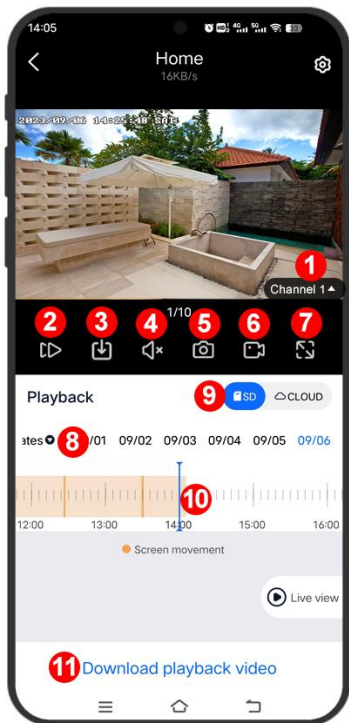 14:05
4G 5G 33
Home
16KB/s
2023/09/06 14:25:48 SAT
1
Channel 1
1/10
2 3 4 5 6 7
Playback 9 SD CLOUD
ates 8 /01 09/02 09/03 09/04 09/05 09/06
10
12:00 13:00 14:00 15:00 16:00
Screen movement
Live view
11 Download playback video